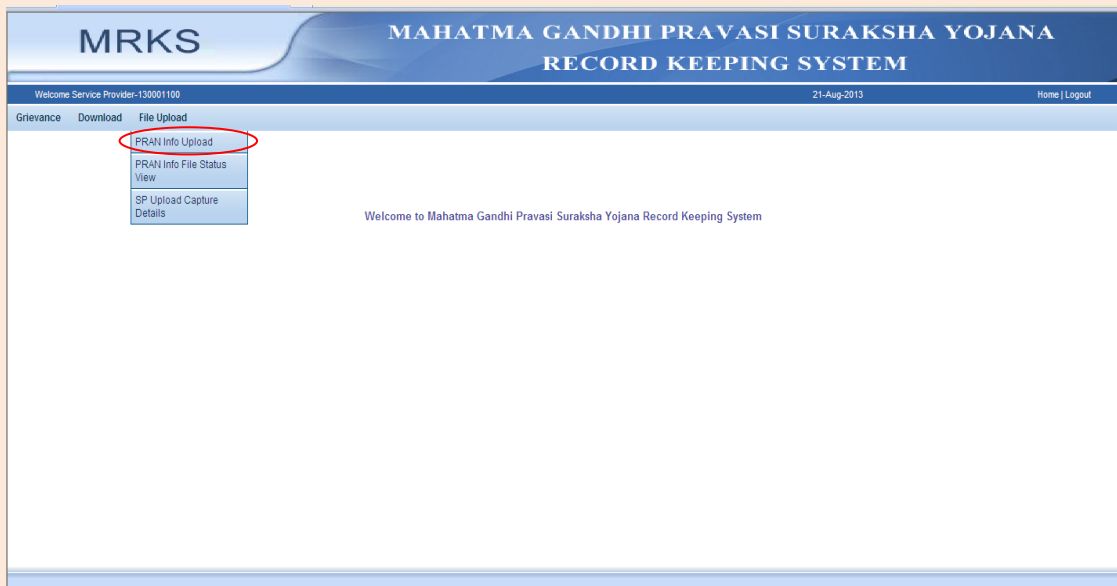 MRKS
MAHATMA GANDHI PRAVASI SURAKSHA YOJANA
RECORD KEEPING SYSTEM
Welcome Service Provider-130001100
21-Aug-2013
Home | Logout
Grievance Download File Upload
PRAN Info Upload
PRAN Info File Status
View
SP Upload Capture
Details
Welcome to Mahatma Gandhi Pravasi Suraksha Yojana Record Keeping System